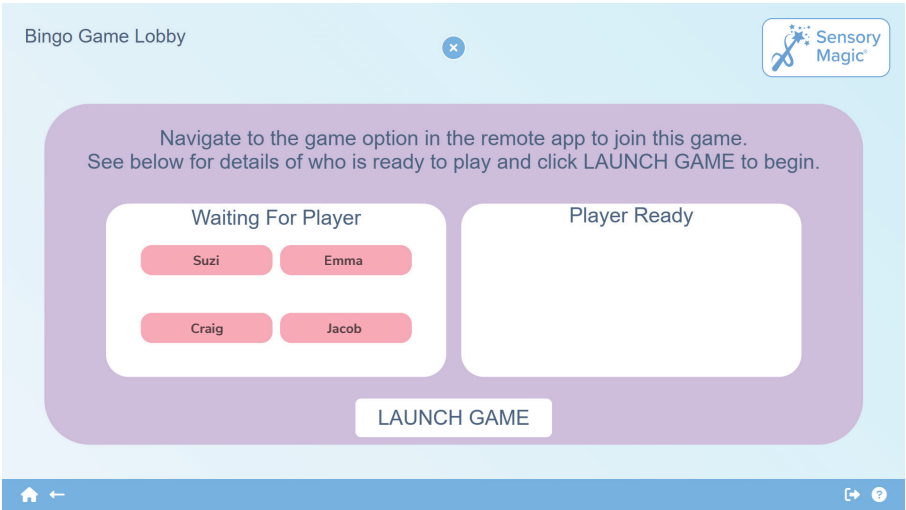 Bingo Game Lobby
Sensory
Magic®
Navigate to the game option in the remote app to join this game.
See below for details of who is ready to play and click LAUNCH GAME to begin.
Waiting For Player
Player Ready
Suzi
Emma
Craig
Jacob
LAUNCH GAME